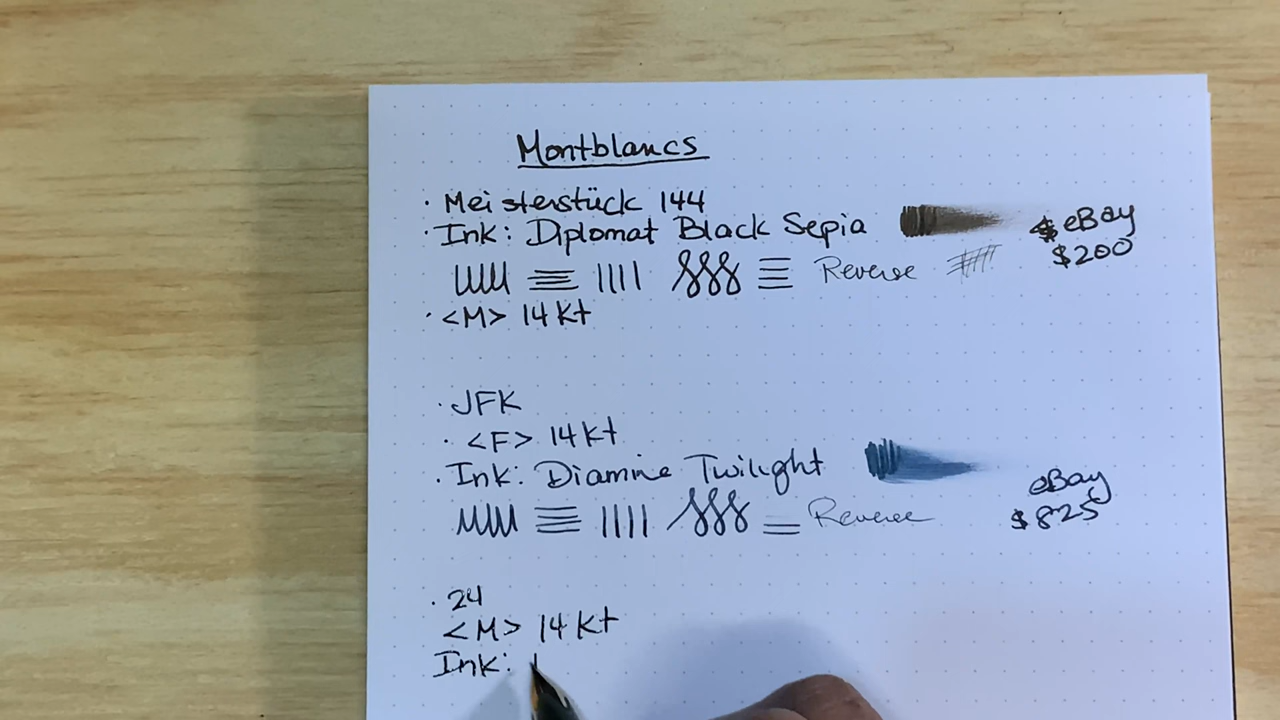 Montblancs
· Meisterstück 144
· Ink: Diplomat Black Sepia
$ eBay
$200
Reverse
· <M> 14 Kt
· JFK
· <F> 14 Kt
· Ink: Diamine Twilight
eBay
$825
Reverse
· 24
<M> 14 Kt
Ink: